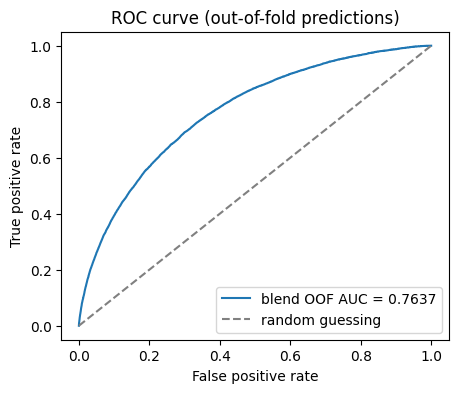 ROC curve (out-of-fold predictions)
True positive rate
1.0
0.8
0.6
0.4
0.2
0.0
blend OOF AUC = 0.7637
random guessing
0.0 0.2 0.4 0.6 0.8 1.0
False positive rate